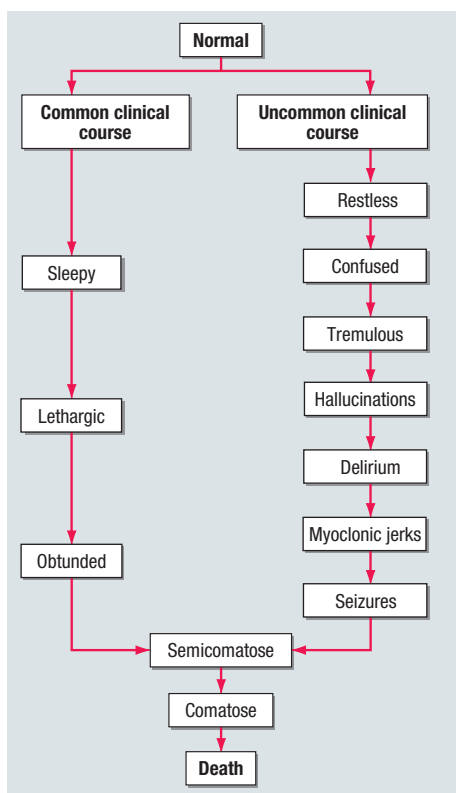 Normal
Common clinical
course
Uncommon clinical
course
Restless
Confused
Sleepy
Tremulous
Hallucinations
Lethargic
Delirium
Myoclonic jerks
Obtunded
Seizures
Semicomatose
Comatose
Death